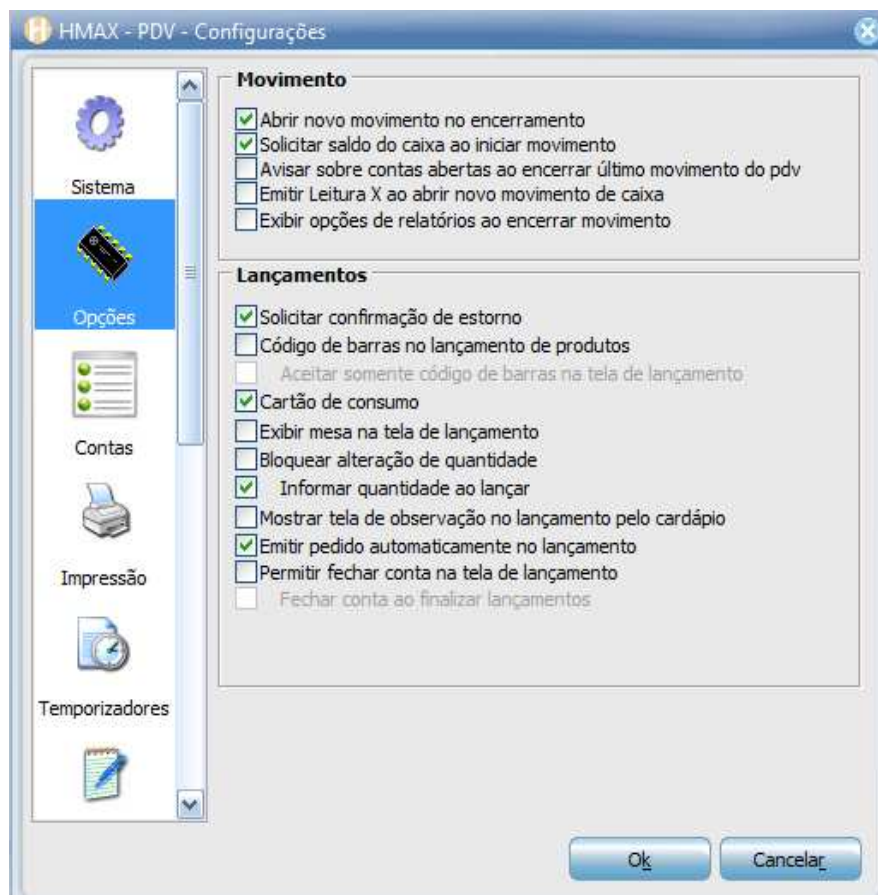 HMAX - PDV - Configurações
Sistema
Opções
Contas
Impressão
Temporizadores
Movimento
Abrir novo movimento no encerramento
Solicitar saldo do caixa ao iniciar movimento
Avisar sobre contas abertas ao encerrar último movimento do pdv
Emitir Leitura X ao abrir novo movimento de caixa
Exibir opções de relatórios ao encerrar movimento
Lançamentos
Solicitar confirmação de estorno
Código de barras no lançamento de produtos
Aceitar somente código de barras na tela de lançamento
Cartão de consumo
Exibir mesa na tela de lançamento
Bloquear alteração de quantidade
Informar quantidade ao lançar
Mostrar tela de observação no lançamento pelo cardápio
Emitir pedido automaticamente no lançamento
Permitir fechar conta na tela de lançamento
Fechar conta ao finalizar lançamentos
Ok
Cancelar